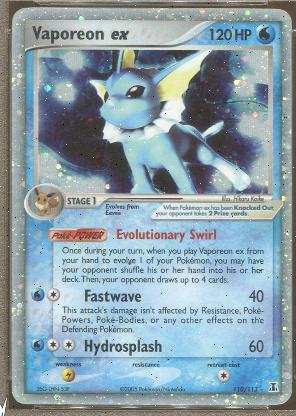 Vaporeon ex 120 HP
STAGE 1
Evolves from
Eevee
Illus. Hikaru Koike
When Pokémon-ex has been Knocked Out,
your opponent takes 2 Prize cards.
POKé-POWER Evolutionary Swirl
Once during your turn, when you play Vaporeon ex from
your hand to evolve 1 of your Pokémon, you may have
your opponent shuffle his or her hand into his or her
deck. Then, your opponent draws up to 4 cards.
Fastwave 40
This attack's damage isn't affected by Resistance, Poké-
Powers, Poké-Bodies, or any other effects on the
Defending Pokémon.
Hydrosplash 60
weakness resistance retreat cost
©2005 Pokémon/Nintendo 110/113